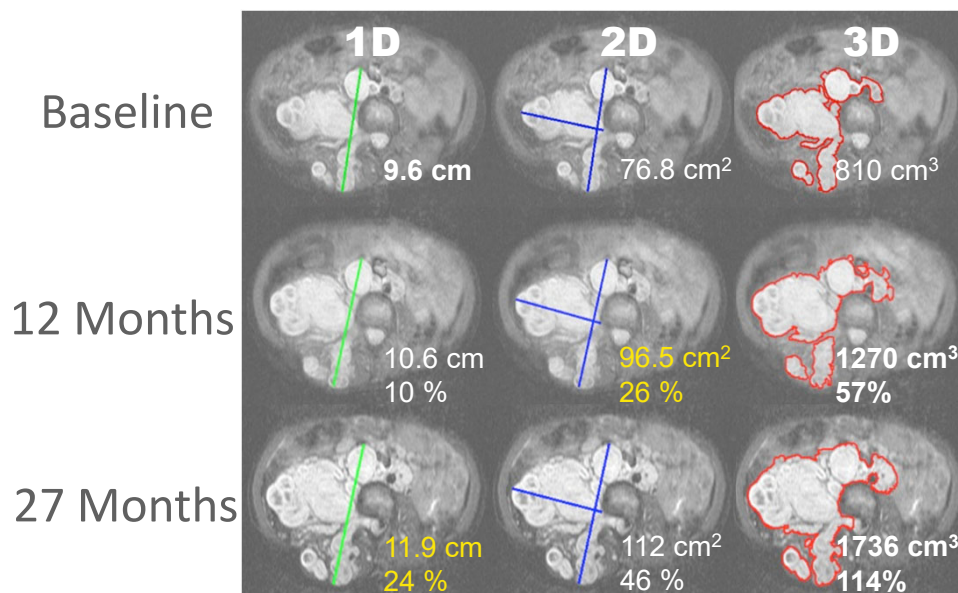 1D 2D 3D
Baseline
9.6 cm 76.8 cm² 810 cm³
12 Months
10.6 cm 96.5 cm² 1270 cm³
10 % 26 % 57%
27 Months
11.9 cm 112 cm² 1736 cm³
24 % 46 % 114%